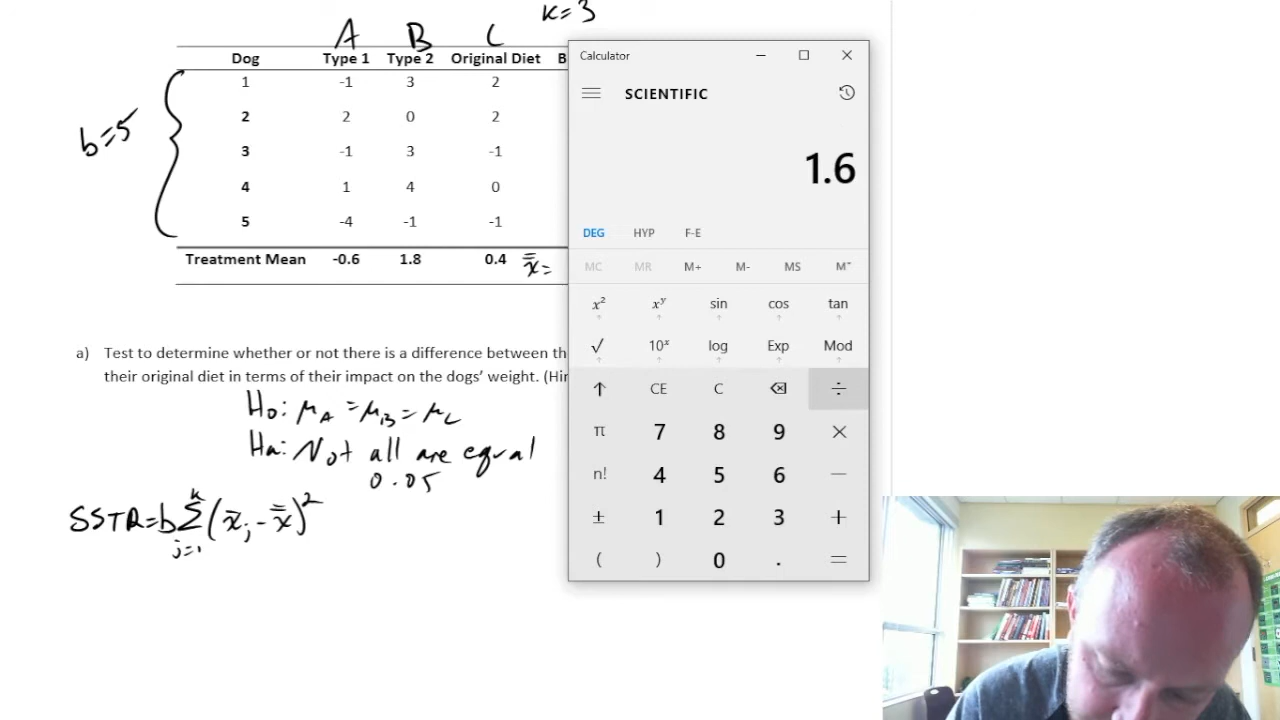 K=3
A B C
Dog Type 1 Type 2 Original Diet B
1 -1 3 2
2 2 0 2
3 -1 3 -1
4 1 4 0
5 -4 -1 -1
b=5
Treatment Mean -0.6 1.8 0.4 x̿=
a) Test to determine whether or not there is a difference between th
their original diet in terms of their impact on the dogs' weight. (Hin
H0: μA = μB = μC
Ha: Not all are equal
0.05
SSTR=b∑(x̄j-x̿)²
k
j=1
Calculator
SCIENTIFIC
1.6
DEG HYP F-E
MC MR M+ M- MS M˅
x² xʸ sin cos tan
√ 10ˣ log Exp Mod
↑ CE C ⌫ ÷
π 7 8 9 ×
n! 4 5 6 −
± 1 2 3 +
( ) 0 . =